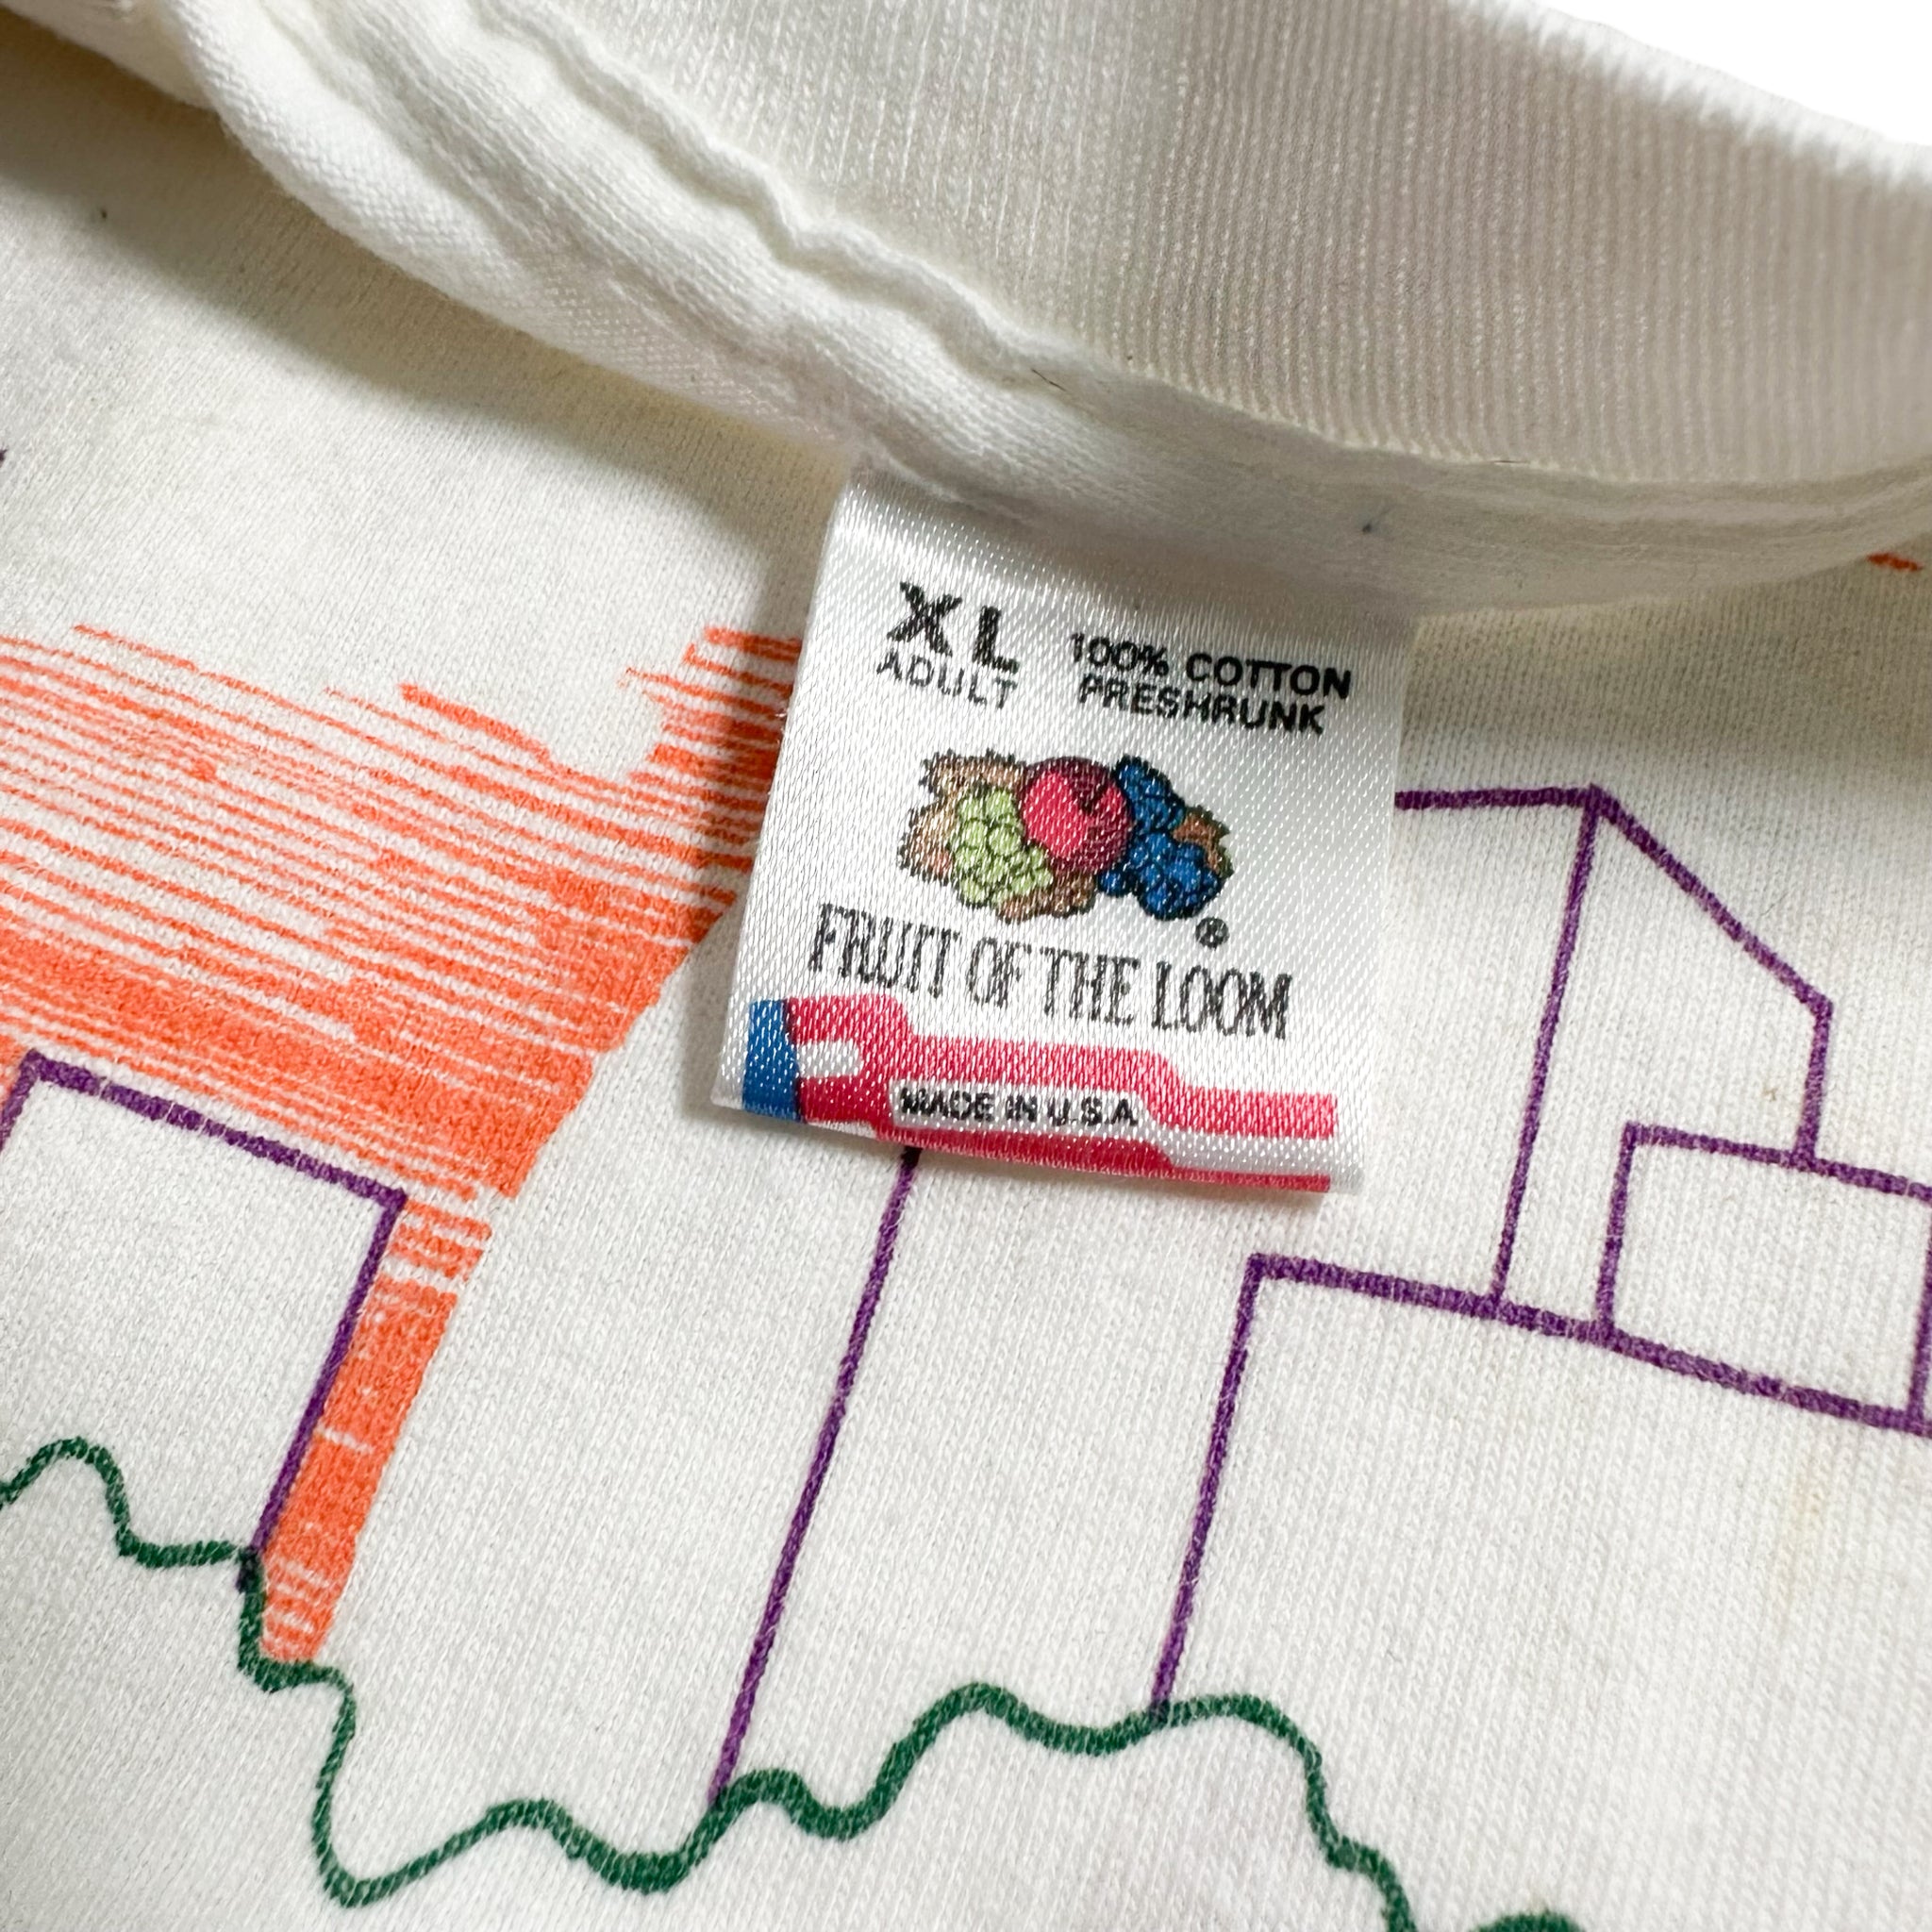 XL
ADULT
100% COTTON
PRESHRUNK
®
FRUIT OF THE LOOM
MADE IN U.S.A.